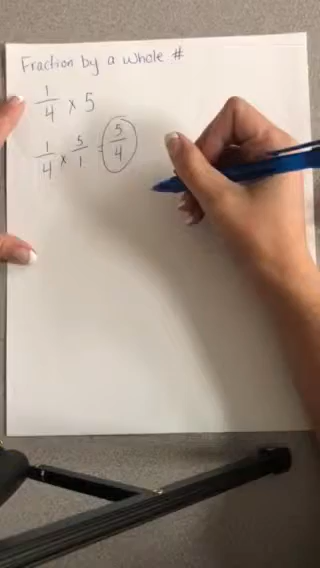 Fraction by a Whole #
1/4 x 5
1/4 x 5/1 = 5/4